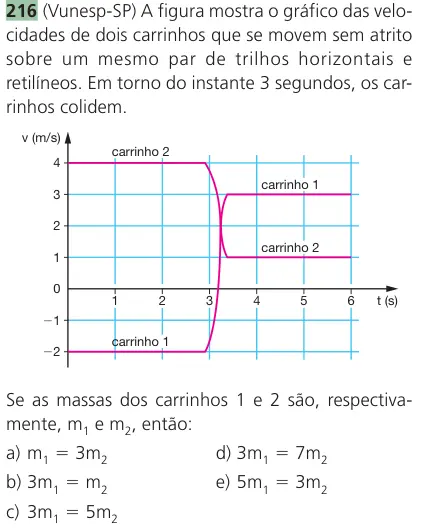 216 (Vunesp-SP) A figura mostra o gráfico das velo-
cidades de dois carrinhos que se movem sem atrito
sobre um mesmo par de trilhos horizontais e
retilíneos. Em torno do instante 3 segundos, os car-
rinhos colidem.
v (m/s)
4
carrinho 2
3
carrinho 1
2
carrinho 2
1
0
1 2 3 4 5 6 t (s)
−1
carrinho 1
−2
Se as massas dos carrinhos 1 e 2 são, respectiva-
mente, m₁ e m₂, então:
a) m₁ = 3m₂ d) 3m₁ = 7m₂
b) 3m₁ = m₂ e) 5m₁ = 3m₂
c) 3m₁ = 5m₂